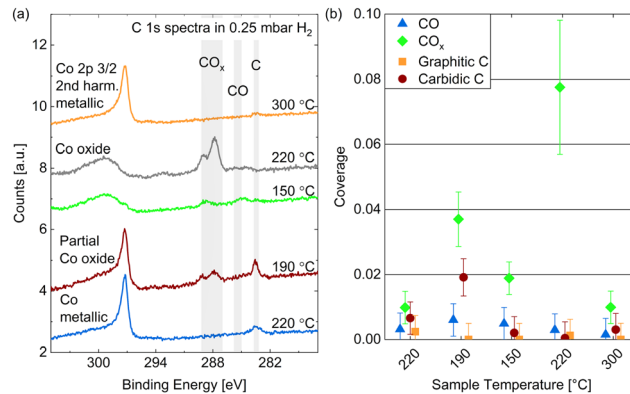 (a)
C 1s spectra in 0.25 mbar H₂
12
Co 2p 3/2
2nd harm.
metallic
COₓ
C
CO
10
300 °C
Co oxide
8
220 °C
150 °C
6
Partial
Co oxide
190 °C
4
Co
metallic
220 °C
2
300
294
288
282
Counts [a.u.]
Binding Energy [eV]
(b)
0.10
CO
COₓ
Graphitic C
Carbidic C
0.08
0.06
0.04
0.02
0.00
220
190
150
220
300
Coverage
Sample Temperature [°C]